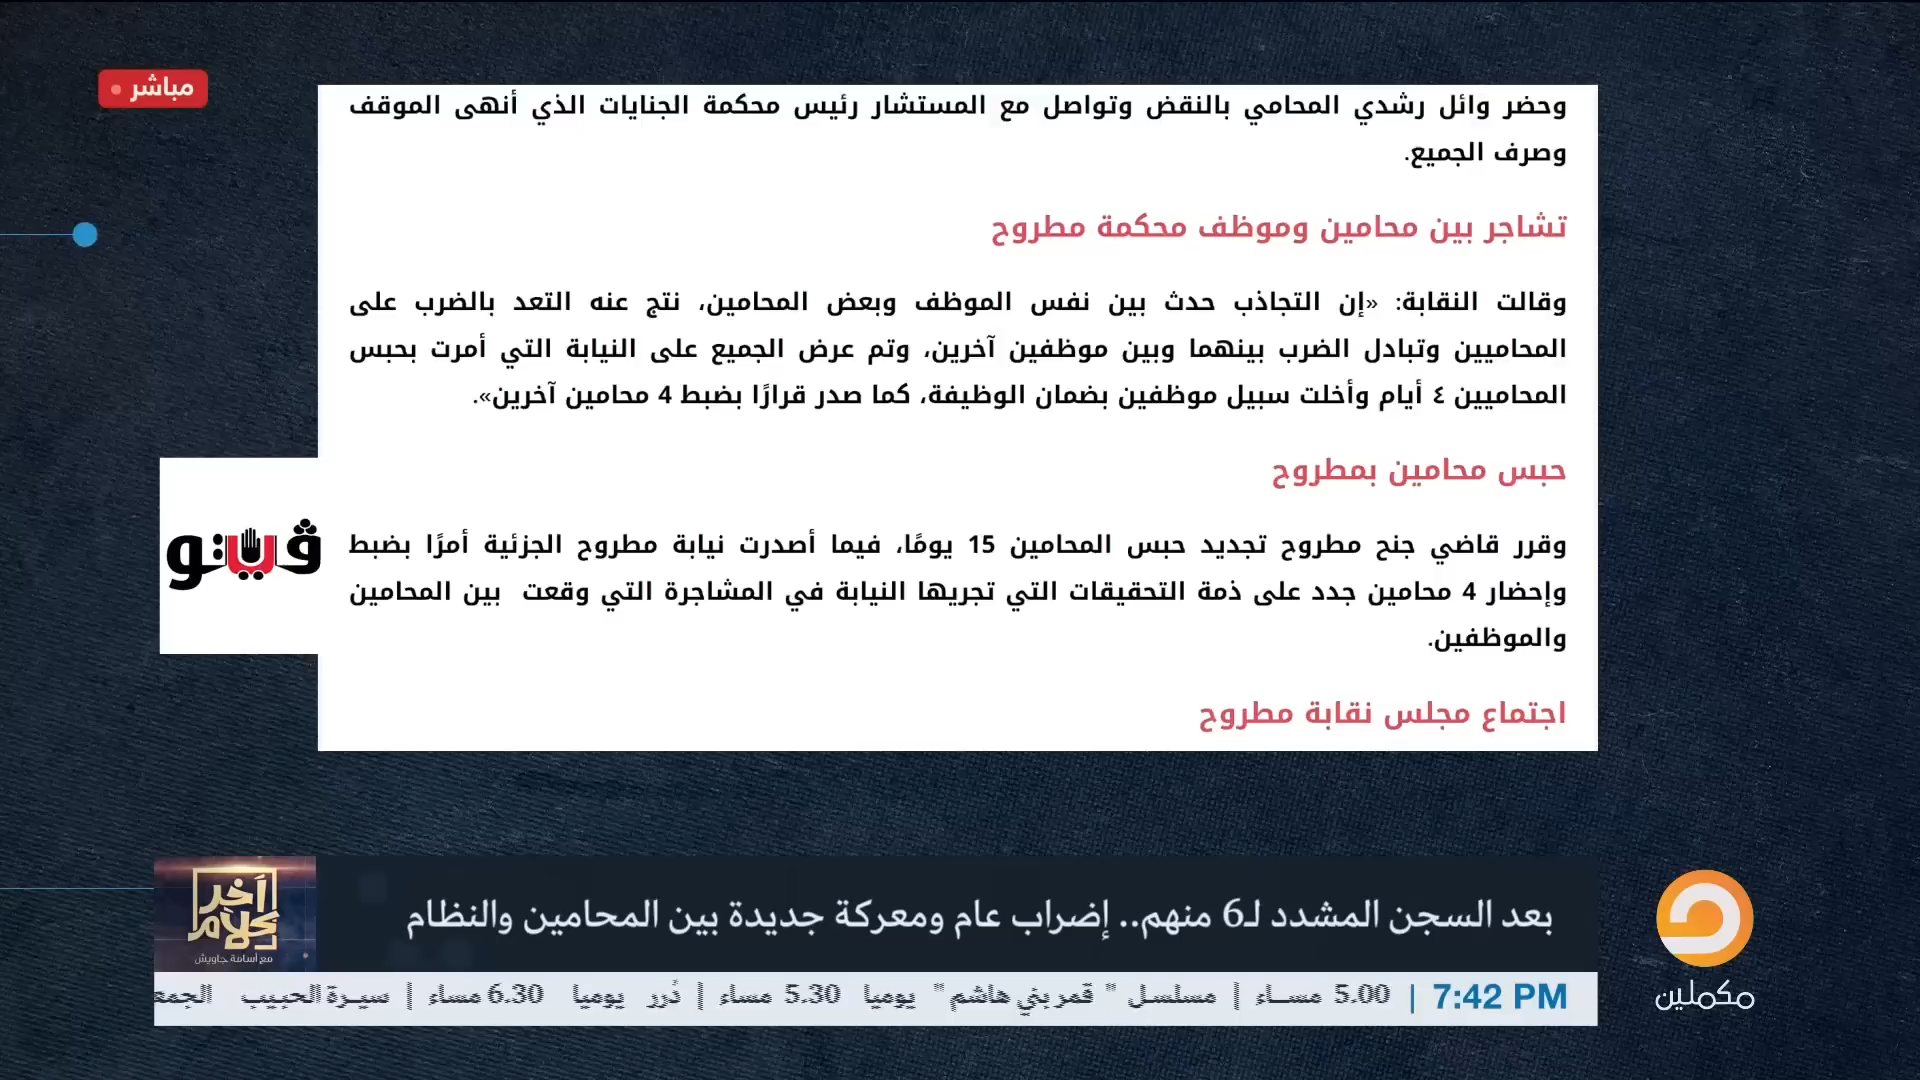 مباشر
وحضر وائل رشدي المحامي بالنقض وتواصل مع المستشار رئيس محكمة الجنايات الذي أنهى الموقف
وصرف الجميع.
تشاجر بين محامين وموظف محكمة مطروح
وقالت النقابة: «إن التجاذب حدث بين نفس الموظف وبعض المحامين، نتج عنه التعد بالضرب على
المحاميين وتبادل الضرب بينهما وبين موظفين آخرين، وتم عرض الجميع على النيابة التي أمرت بحبس
المحاميين ٤ أيام وأخلت سبيل موظفين بضمان الوظيفة، كما صدر قرارًا بضبط 4 محامين آخرين».
حبس محامين بمطروح
وقرر قاضي جنح مطروح تجديد حبس المحامين 15 يومًا، فيما أصدرت نيابة مطروح الجزئية أمرًا بضبط
وإحضار 4 محامين جدد على ذمة التحقيقات التي تجريها النيابة في المشاجرة التي وقعت بين المحامين
والموظفين.
اجتماع مجلس نقابة مطروح
ڤيتو
بعد السجن المشدد لـ6 منهم.. إضراب عام ومعركة جديدة بين المحامين والنظام
آخر
كلام
مع أسامة جاويش
7:42 PM | 5.00 مساء | مسلسل " قمر بني هاشم " يوميا 5.30 مساء | دُرر يوميا 6.30 مساء | سيرة الحبيب
مكملين